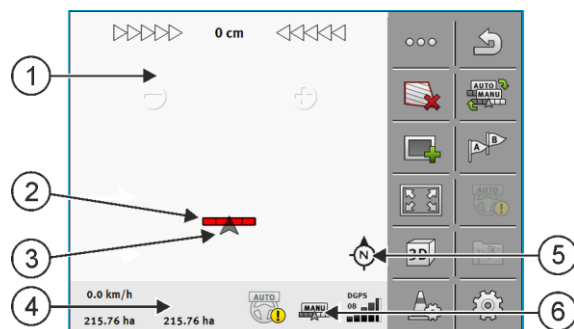 0 cm
1
AUTO
MANU
A B
2
AUTO
3
N
5
3D
4
0.0 km/h
AUTO
MANU
DGPS
08
6
215.76 ha 215.76 ha